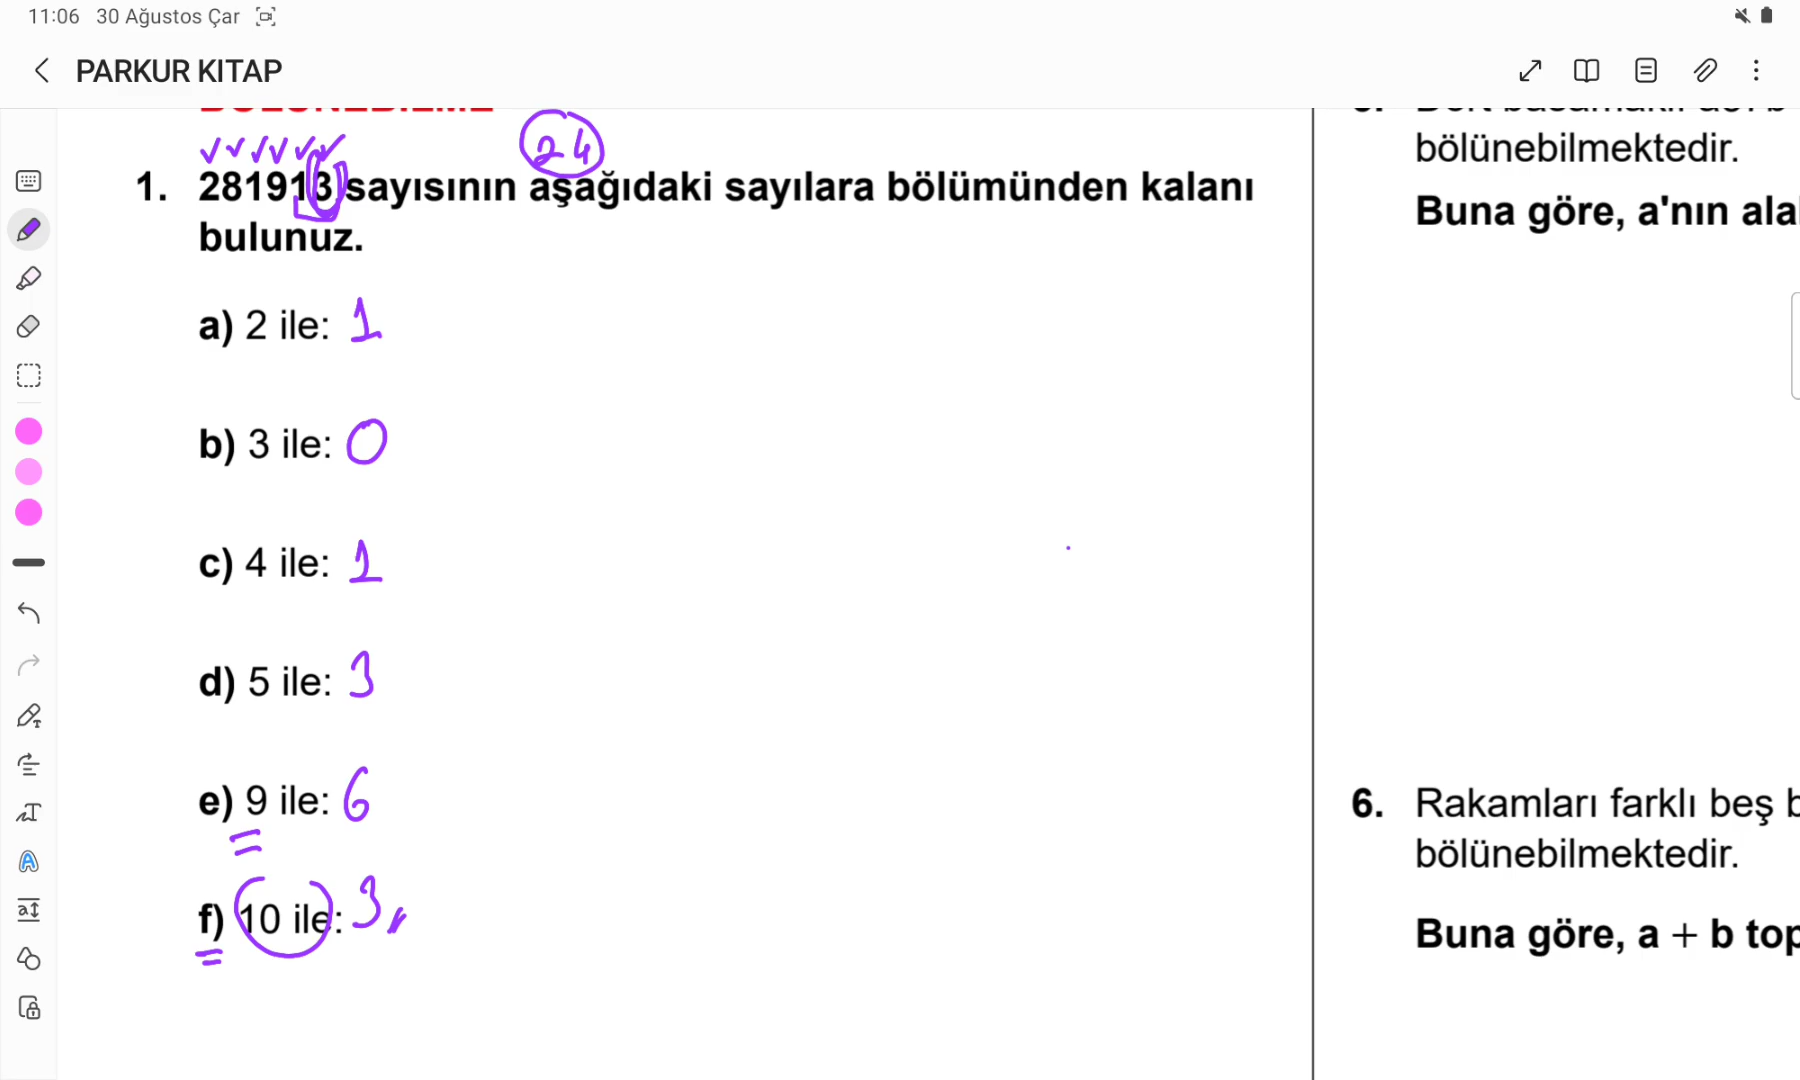 11:06 30 Ağustos Çar
PARKUR KITAP
BÖLÜNEBİLME
24
1. 281913 sayısının aşağıdaki sayılara bölümünden kalanı
bulunuz.
a) 2 ile: 1
b) 3 ile: 0
c) 4 ile: 1
d) 5 ile: 3
e) 9 ile: 6
f) 10 ile: 3
bölünebilmektedir.
Buna göre, a'nın ala
6. Rakamları farklı beş b
bölünebilmektedir.
Buna göre, a + b top